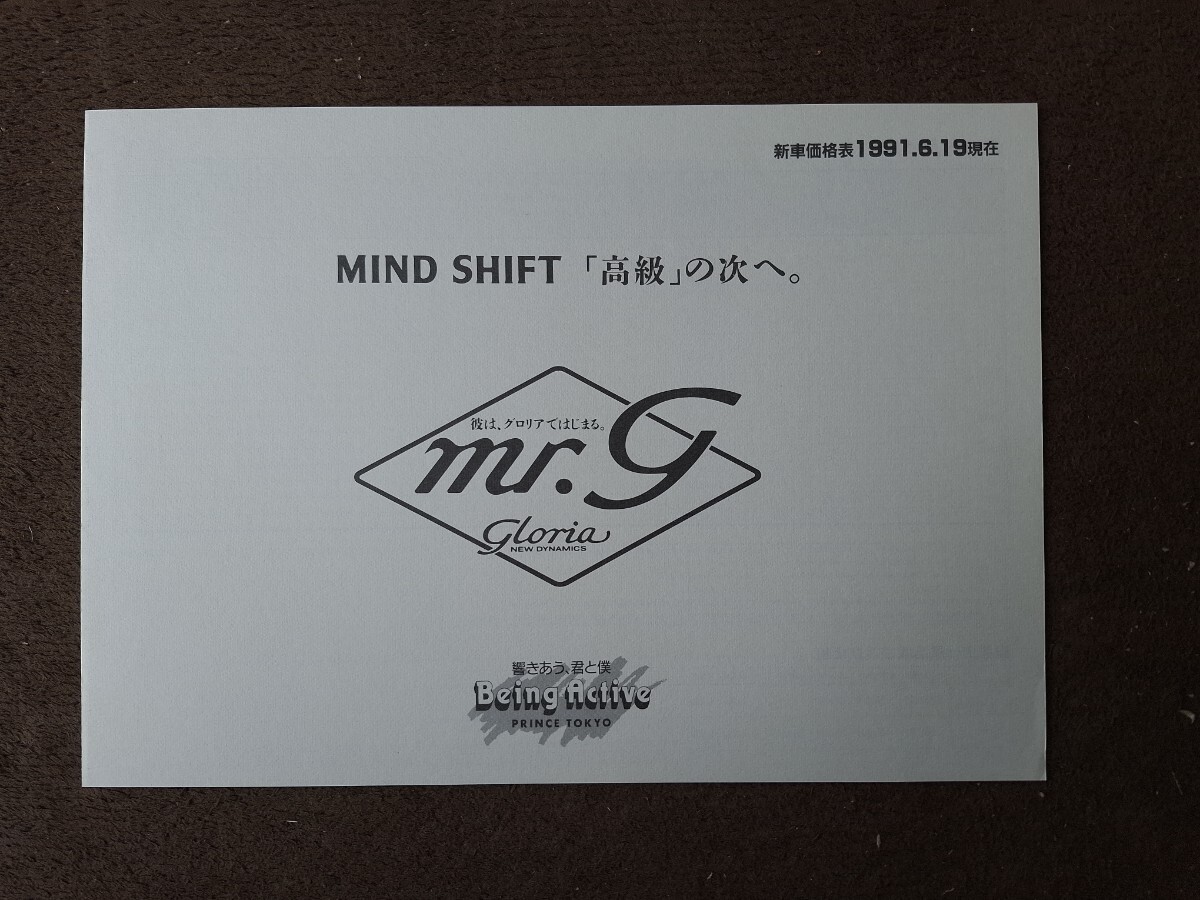 新車価格表1991.6.19現在
MIND SHIFT 「高級」の次へ。
彼は、グロリアではじまる。
mr.G
Gloria
NEW DYNAMICS
響きあう、君と僕
Being Active
PRINCE TOKYO